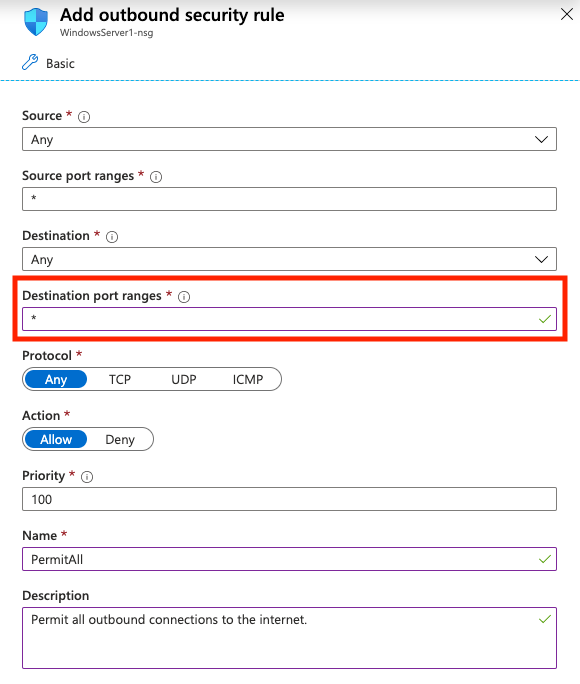 Add outbound security rule
WindowsServer1-nsg
Basic
Source *
Any
Source port ranges *
*
Destination *
Any
Destination port ranges *
*
Protocol *
Any TCP UDP ICMP
Action *
Allow Deny
Priority *
100
Name *
PermitAll
Description
Permit all outbound connections to the internet.